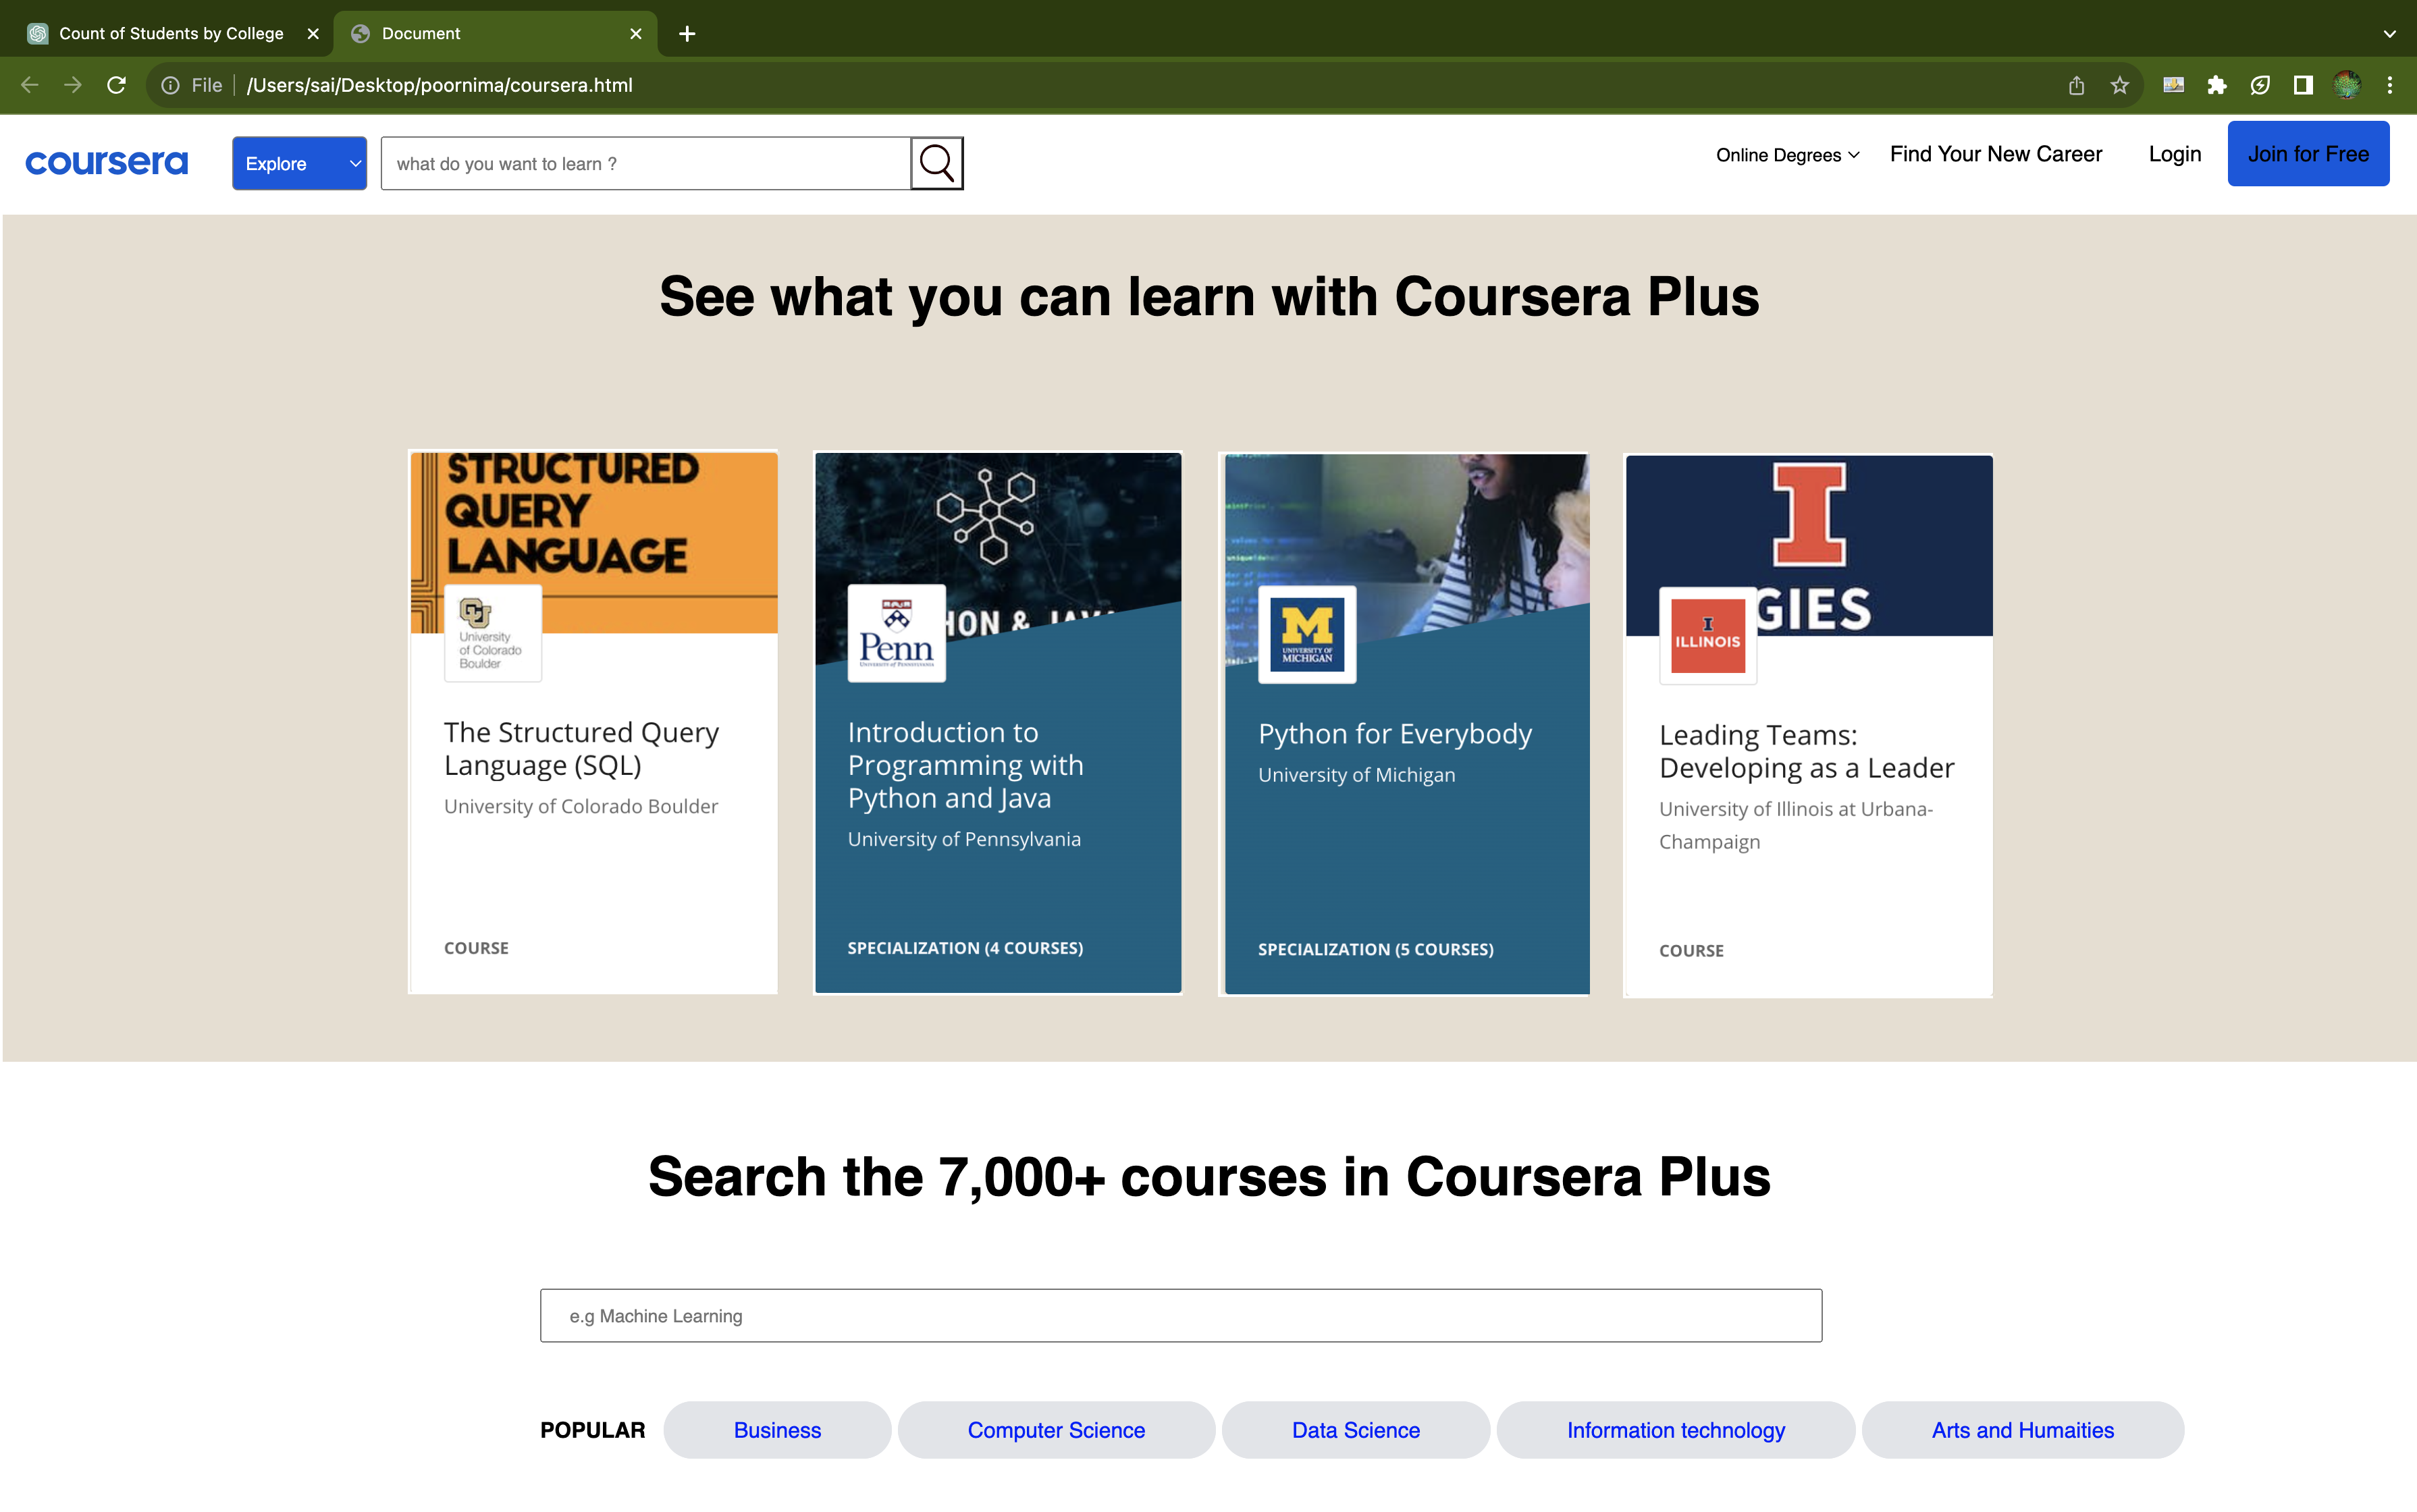 Count of Students by College
Document
File
/Users/sai/Desktop/poornima/coursera.html
coursera
Explore
what do you want to learn ?
Online Degrees
Find Your New Career
Login
Join for Free
See what you can learn with Coursera Plus
STRUCTURED
QUERY
LANGUAGE
CU
University
of Colorado
Boulder
The Structured Query
Language (SQL)
University of Colorado Boulder
COURSE
HON & JAVA
Penn
UNIVERSITY OF PENNSYLVANIA
Introduction to
Programming with
Python and Java
University of Pennsylvania
SPECIALIZATION (4 COURSES)
M
UNIVERSITY OF
MICHIGAN
Python for Everybody
University of Michigan
SPECIALIZATION (5 COURSES)
I
GIES
I
ILLINOIS
Leading Teams:
Developing as a Leader
University of Illinois at Urbana-
Champaign
COURSE
Search the 7,000+ courses in Coursera Plus
e.g Machine Learning
POPULAR
Business
Computer Science
Data Science
Information technology
Arts and Humaities